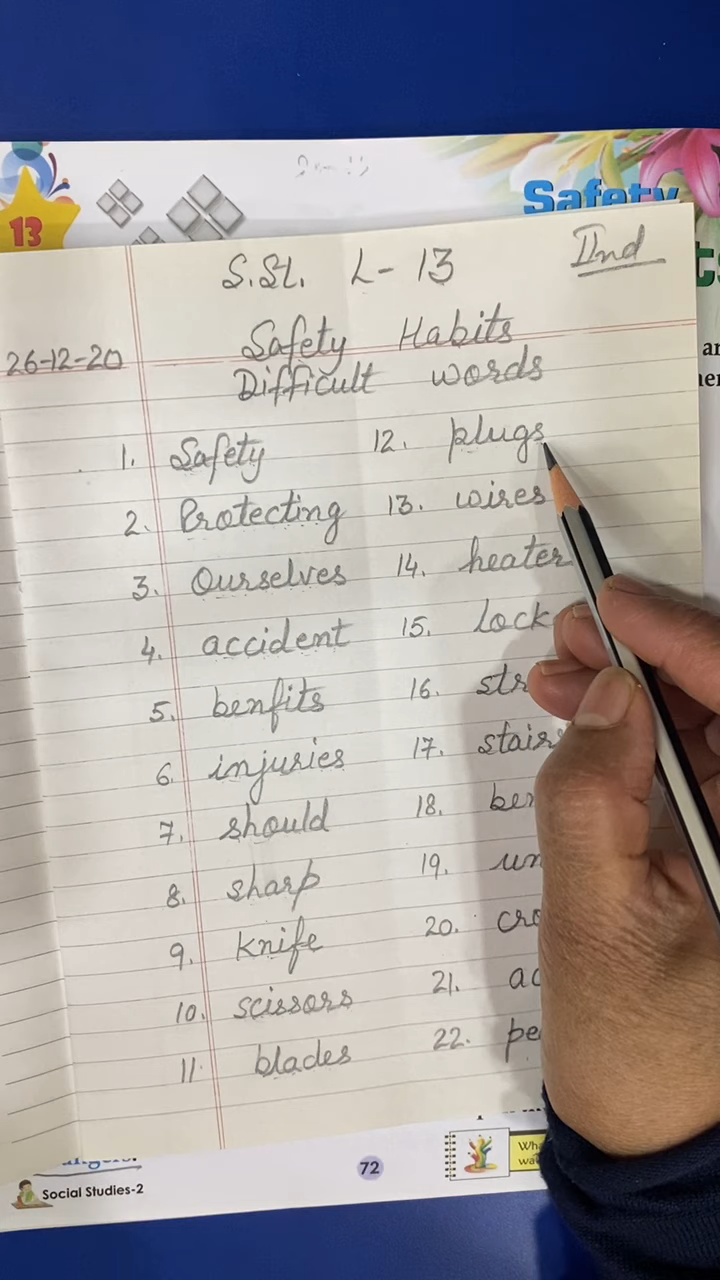 13
Safety
S.St. L- 13 IInd
26-12-20
Safety Habits
Difficult words
1. Safety
2. Protecting
3. Ourselves
4. accident
5. benfits
6. injuries
7. should
8. sharp
9. knife
10. scissors
11. blades
12. plugs
13. wires
14. heater
15. lock
16.
17. stairs
18.
19.
20.
21.
22.
Social Studies-2
72